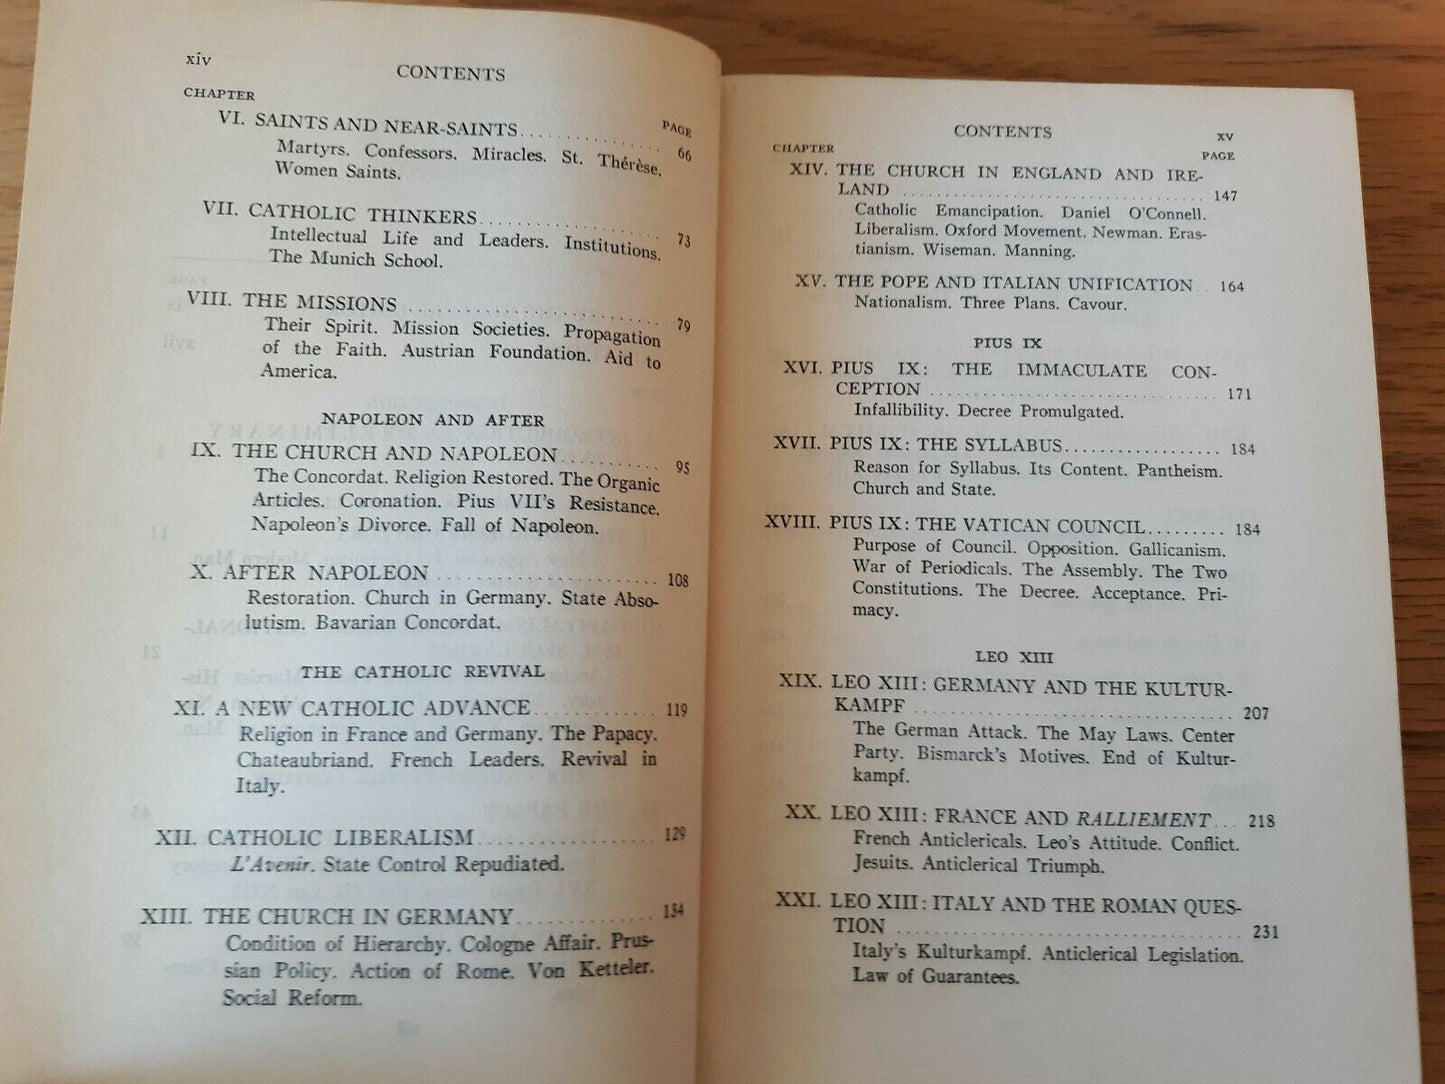 xiv
CONTENTS
CHAPTER
PAGE
VI. SAINTS AND NEAR-SAINTS . . . . . . . . . . . . 66
Martyrs. Confessors. Miracles. St. Thérèse.
Women Saints.
VII. CATHOLIC THINKERS . . . . . . . . . . . . . . . . 73
Intellectual Life and Leaders. Institutions.
The Munich School.
VIII. THE MISSIONS . . . . . . . . . . . . . . . . . . . . . 79
Their Spirit. Mission Societies. Propagation
of the Faith. Austrian Foundation. Aid to
America.
NAPOLEON AND AFTER
IX. THE CHURCH AND NAPOLEON . . . . . . . . . 95
The Concordat. Religion Restored. The Organic
Articles. Coronation. Pius VII's Resistance.
Napoleon's Divorce. Fall of Napoleon.
X. AFTER NAPOLEON . . . . . . . . . . . . . . . . . . . 108
Restoration. Church in Germany. State Abso-
lutism. Bavarian Concordat.
THE CATHOLIC REVIVAL
XI. A NEW CATHOLIC ADVANCE . . . . . . . . . . . 119
Religion in France and Germany. The Papacy.
Chateaubriand. French Leaders. Revival in
Italy.
XII. CATHOLIC LIBERALISM . . . . . . . . . . . . . . . 129
L'Avenir. State Control Repudiated.
XIII. THE CHURCH IN GERMANY . . . . . . . . . . . . 134
Condition of Hierarchy. Cologne Affair. Prus-
sian Policy. Action of Rome. Von Ketteler.
Social Reform.
CONTENTS
xv
CHAPTER
PAGE
XIV. THE CHURCH IN ENGLAND AND IRE-
LAND . . . . . . . . . . . . . . . . . . . . . . . . . . . . 147
Catholic Emancipation. Daniel O'Connell.
Liberalism. Oxford Movement. Newman. Eras-
tianism. Wiseman. Manning.
XV. THE POPE AND ITALIAN UNIFICATION . . 164
Nationalism. Three Plans. Cavour.
PIUS IX
XVI. PIUS IX: THE IMMACULATE CON-
CEPTION . . . . . . . . . . . . . . . . . . . . . . . . . . 171
Infallibility. Decree Promulgated.
XVII. PIUS IX: THE SYLLABUS . . . . . . . . . . . . . . . . 184
Reason for Syllabus. Its Content. Pantheism.
Church and State.
XVIII. PIUS IX: THE VATICAN COUNCIL . . . . . . . . . 184
Purpose of Council. Opposition. Gallicanism.
War of Periodicals. The Assembly. The Two
Constitutions. The Decree. Acceptance. Pri-
macy.
LEO XIII
XIX. LEO XIII: GERMANY AND THE KULTUR-
KAMPF . . . . . . . . . . . . . . . . . . . . . . . . . . . . 207
The German Attack. The May Laws. Center
Party. Bismarck's Motives. End of Kultur-
kampf.
XX. LEO XIII: FRANCE AND RALLIEMENT . . . 218
French Anticlericals. Leo's Attitude. Conflict.
Jesuits. Anticlerical Triumph.
XXI. LEO XIII: ITALY AND THE ROMAN QUES-
TION . . . . . . . . . . . . . . . . . . . . . . . . . . . . . . 231
Italy's Kulturkampf. Anticlerical Legislation.
Law of Guarantees.